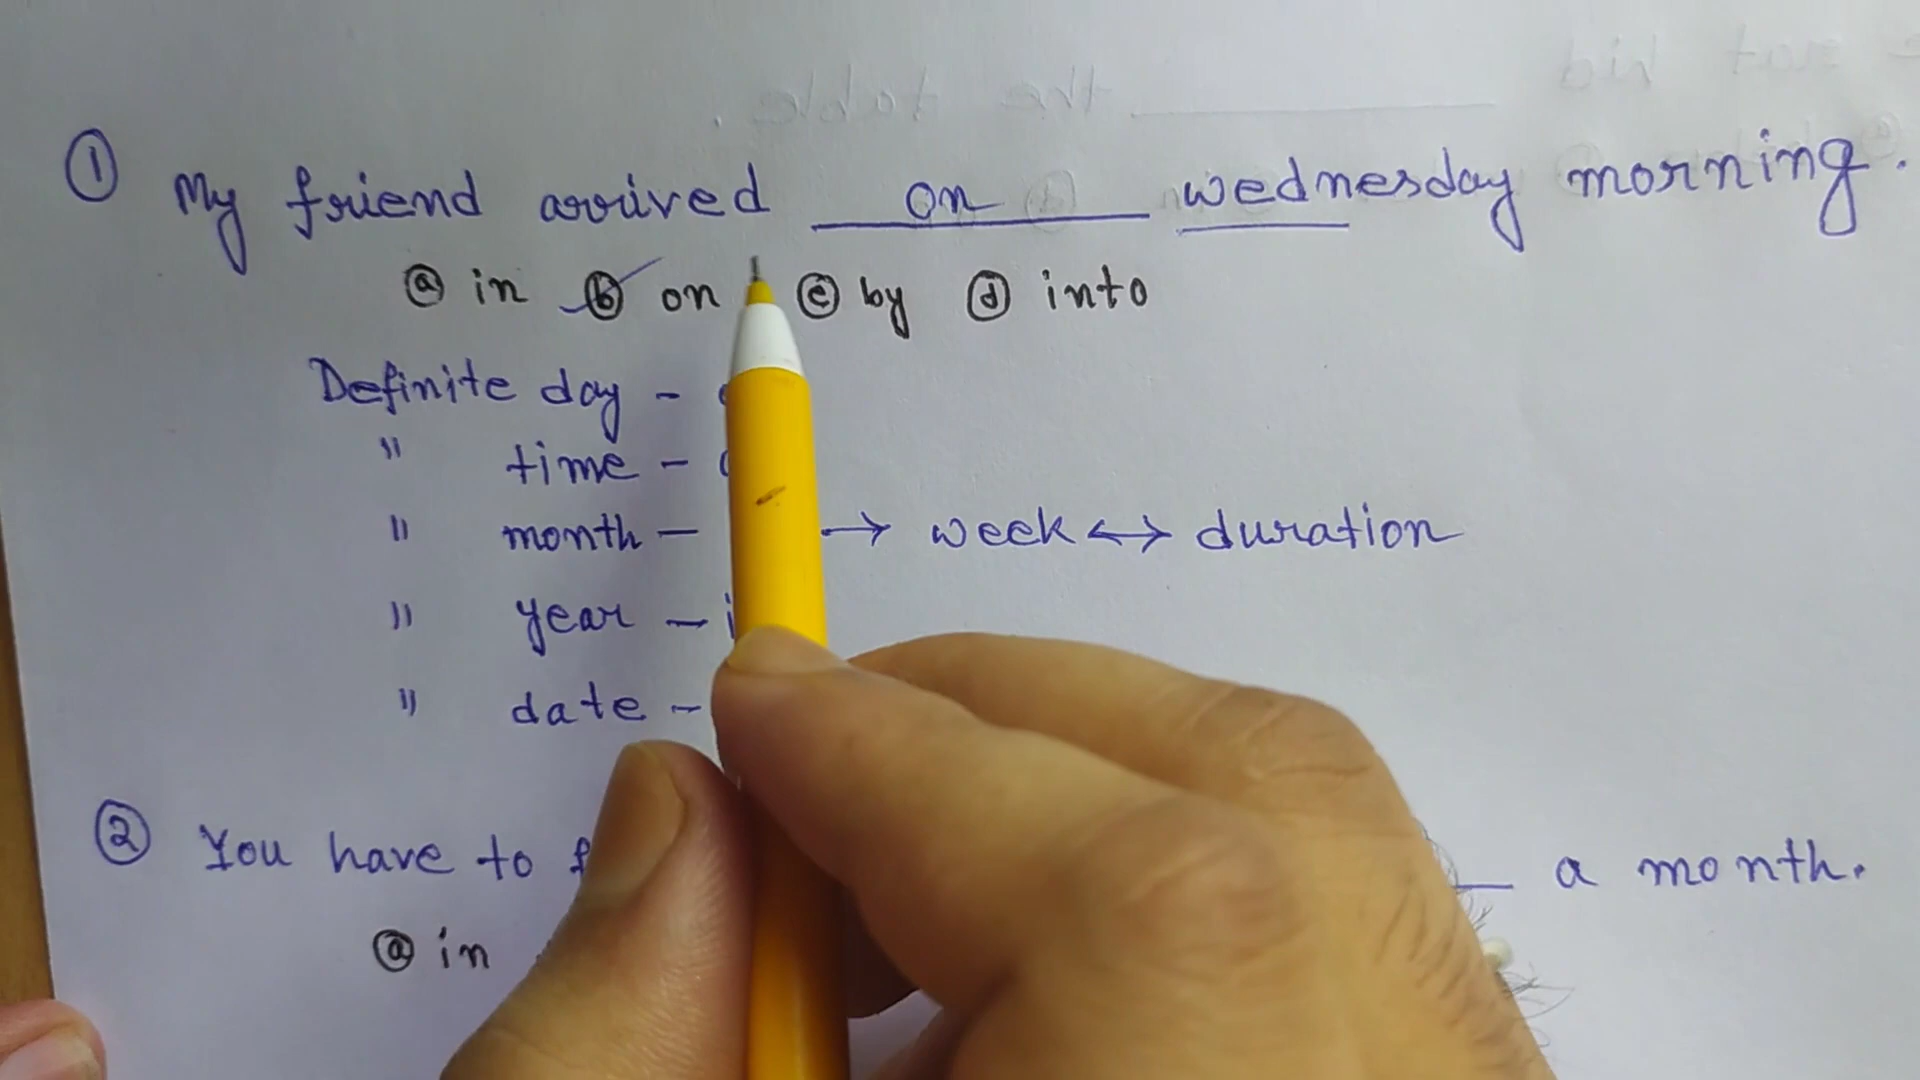 ① My friend arrived on wednesday morning.
ⓐ in ⓑ on ⓒ by ⓓ into
Definite day -
" time -
" month - → week ↔ duration
" year - i
" date -
② You have to a month.
ⓐ in